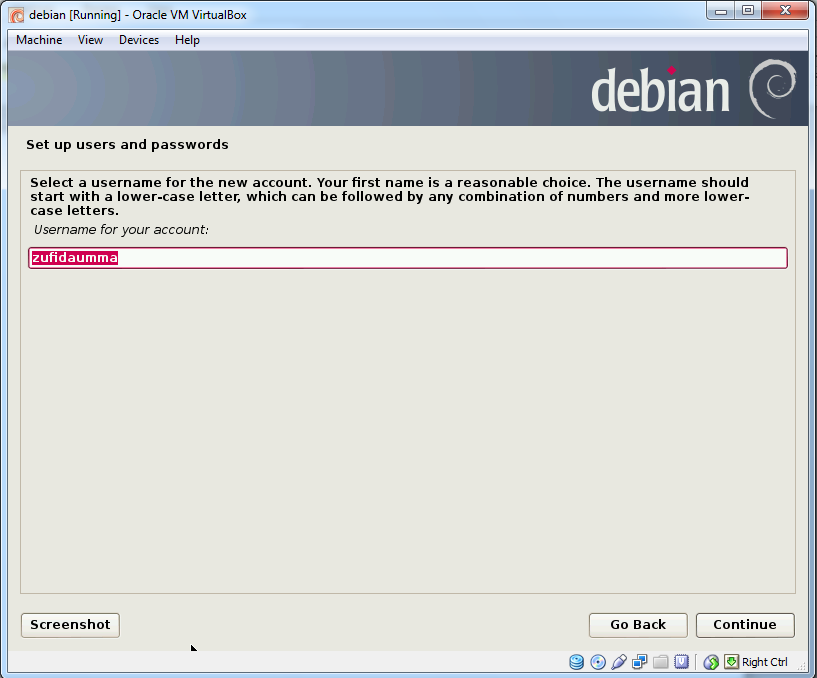 debian [Running] - Oracle VM VirtualBox
Machine View Devices Help
debian
Set up users and passwords
Select a username for the new account. Your first name is a reasonable choice. The username should
start with a lower-case letter, which can be followed by any combination of numbers and more lower-
case letters.
Username for your account:
zufidaumma
Screenshot Go Back Continue
Right Ctrl